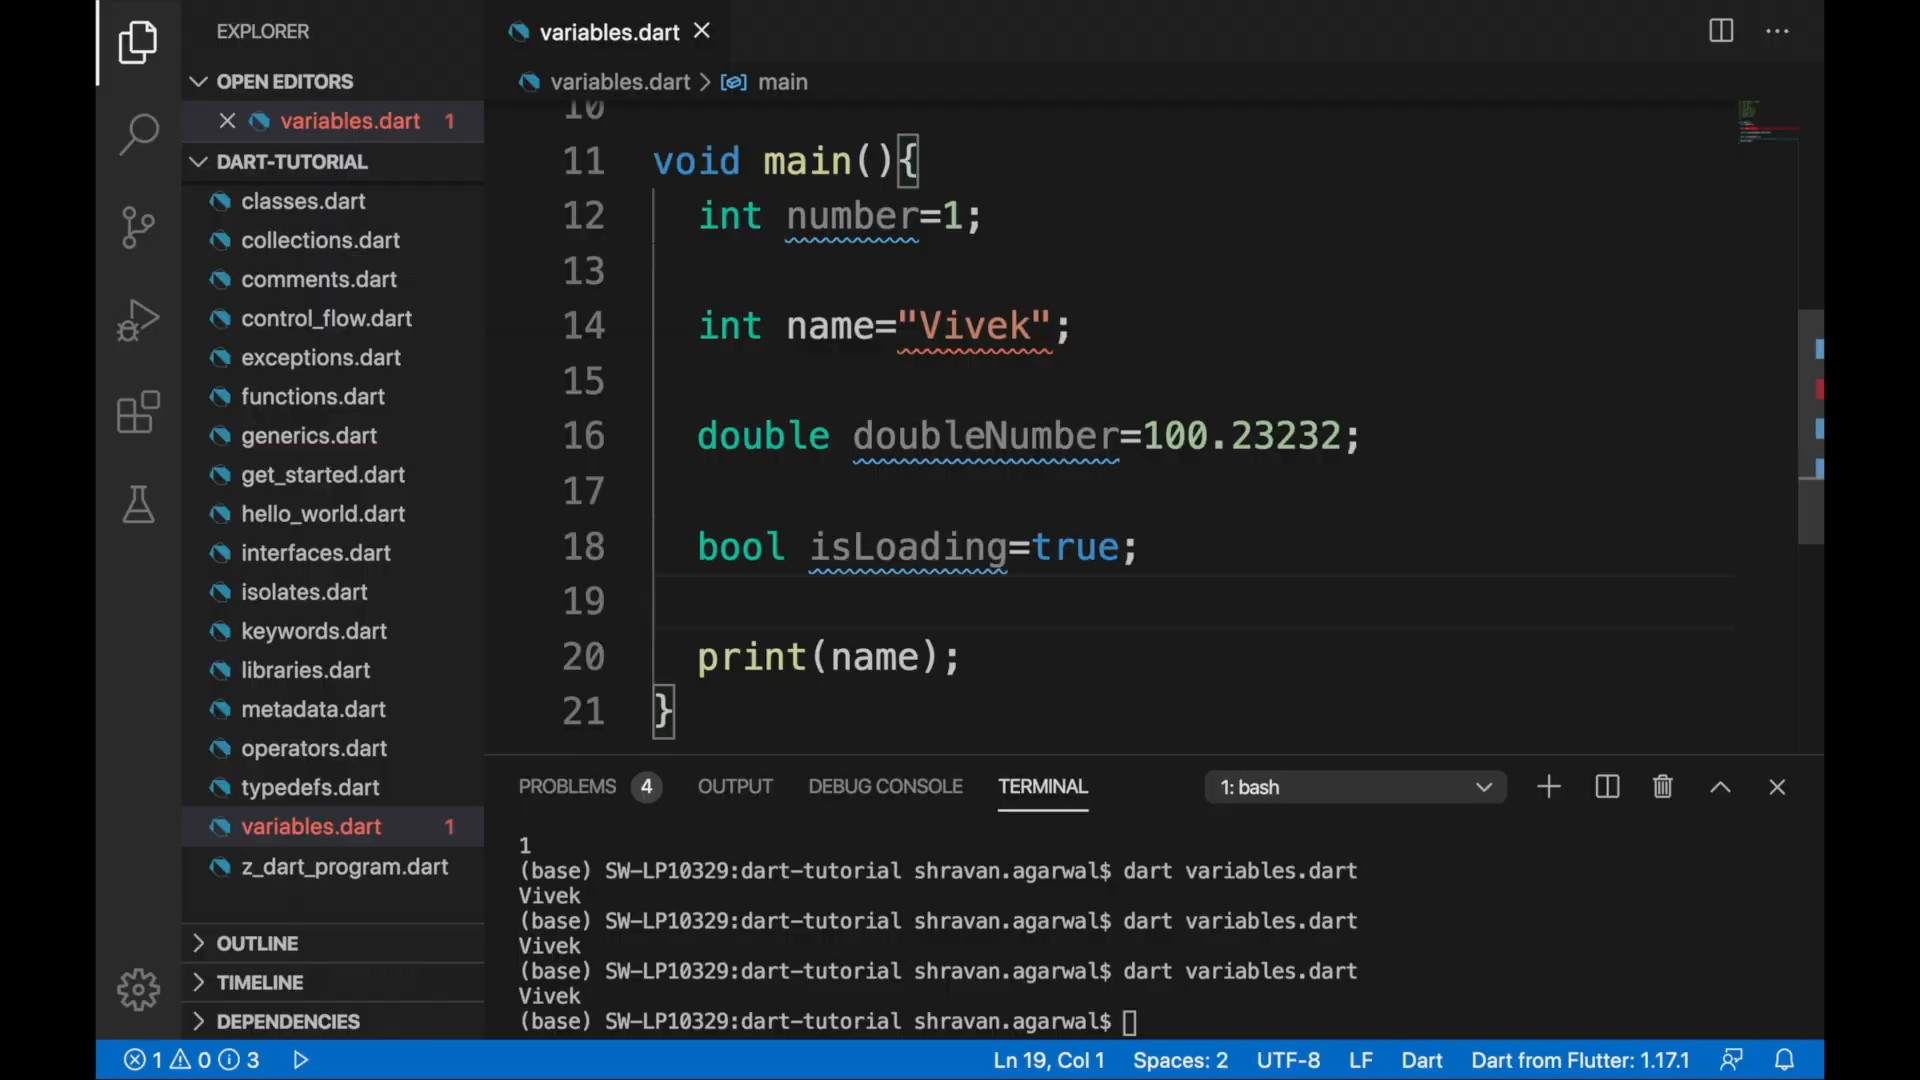 EXPLORER
OPEN EDITORS
variables.dart 1
DART-TUTORIAL
classes.dart
collections.dart
comments.dart
control_flow.dart
exceptions.dart
functions.dart
generics.dart
get_started.dart
hello_world.dart
interfaces.dart
isolates.dart
keywords.dart
libraries.dart
metadata.dart
operators.dart
typedefs.dart
variables.dart 1
z_dart_program.dart
OUTLINE
TIMELINE
DEPENDENCIES
variables.dart
variables.dart > main
10
11 void main(){
12 int number=1;
13
14 int name="Vivek";
15
16 double doubleNumber=100.23232;
17
18 bool isLoading=true;
19
20 print(name);
21 }
PROBLEMS 4 OUTPUT DEBUG CONSOLE TERMINAL 1: bash
1
(base) SW-LP10329:dart-tutorial shravan.agarwal$ dart variables.dart
Vivek
(base) SW-LP10329:dart-tutorial shravan.agarwal$ dart variables.dart
Vivek
(base) SW-LP10329:dart-tutorial shravan.agarwal$ dart variables.dart
Vivek
(base) SW-LP10329:dart-tutorial shravan.agarwal$
1 0 3 Ln 19, Col 1 Spaces: 2 UTF-8 LF Dart Dart from Flutter: 1.17.1